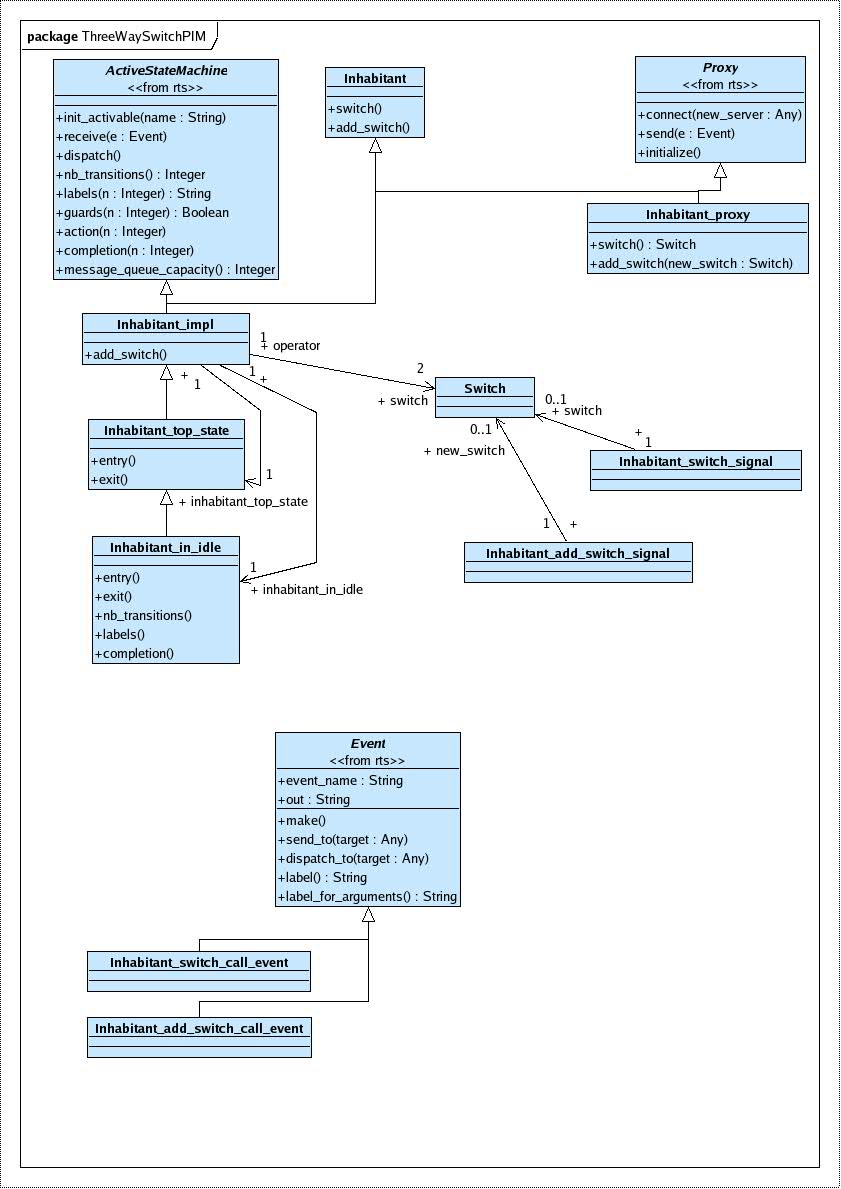 package ThreeWaySwitchPIM
ActiveStateMachine
<<from rts>>
+init_activable(name : String)
+receive(e : Event)
+dispatch()
+nb_transitions() : Integer
+labels(n : Integer) : String
+guards(n : Integer) : Boolean
+action(n : Integer)
+completion(n : Integer)
+message_queue_capacity() : Integer
Inhabitant
+switch()
+add_switch()
Proxy
<<from rts>>
+connect(new_server : Any)
+send(e : Event)
+initialize()
Inhabitant_proxy
+switch() : Switch
+add_switch(new_switch : Switch)
Inhabitant_impl
+add_switch()
1
+ operator
2
+ switch
+
1
1
+
Switch
0..1
+ switch
+
1
0..1
+ new_switch
Inhabitant_switch_signal
1
+
Inhabitant_add_switch_signal
Inhabitant_top_state
+entry()
+exit()
1
+ inhabitant_top_state
Inhabitant_in_idle
+entry()
+exit()
+nb_transitions()
+labels()
+completion()
1
+ inhabitant_in_idle
Event
<<from rts>>
+event_name : String
+out : String
+make()
+send_to(target : Any)
+dispatch_to(target : Any)
+label() : String
+label_for_arguments() : String
Inhabitant_switch_call_event
Inhabitant_add_switch_call_event